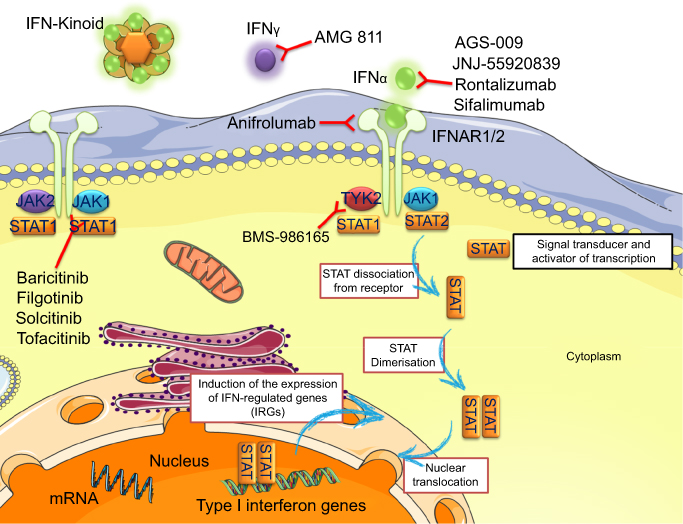 IFN-Kinoid
IFNγ
AMG 811
IFNα
AGS-009
JNJ-55920839
Rontalizumab
Sifalimumab
Anifrolumab
IFNAR1/2
JAK2
JAK1
STAT1
STAT1
TYK2
JAK1
STAT1
STAT2
BMS-986165
STAT
Signal transducer and
activator of transcription
Baricitinib
Filgotinib
Solcitinib
Tofacitinib
STAT dissociation
from receptor
STAT
STAT
Dimerisation
Cytoplasm
Induction of the expression
of IFN-regulated genes
(IRGs)
STAT
STAT
STAT
STAT
Nuclear
translocation
Nucleus
mRNA
Type I interferon genes